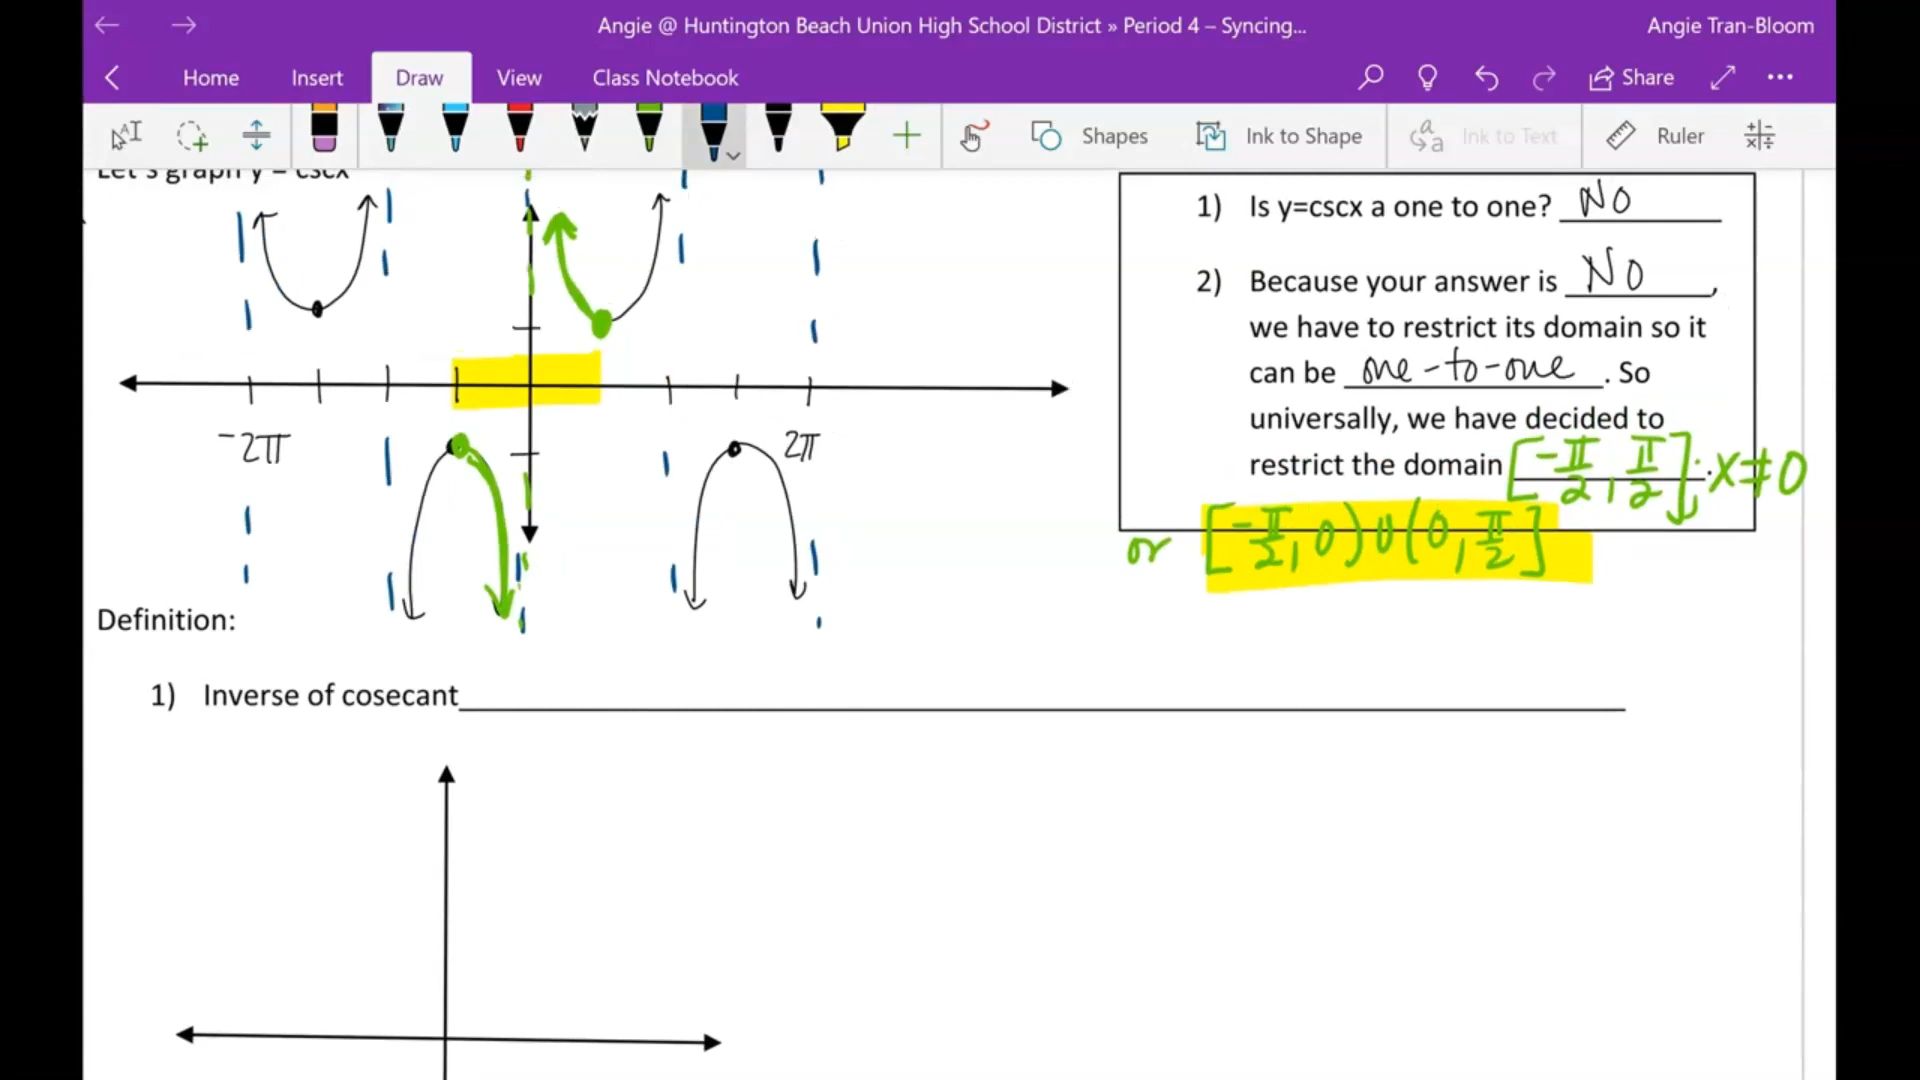 Angie @ Huntington Beach Union High School District » Period 4 – Syncing...
Angie Tran-Bloom
Home Insert Draw View Class Notebook
Share
Shapes Ink to Shape Ink to Text Ruler
Let's graph y = cscx
-2π
2π
1) Is y=cscx a one to one? NO
2) Because your answer is NO,
we have to restrict its domain so it
can be one-to-one. So
universally, we have decided to
restrict the domain [-π/2, π/2]; x≠0.
or [-π/2, 0) U (0, π/2]
Definition:
1) Inverse of cosecant